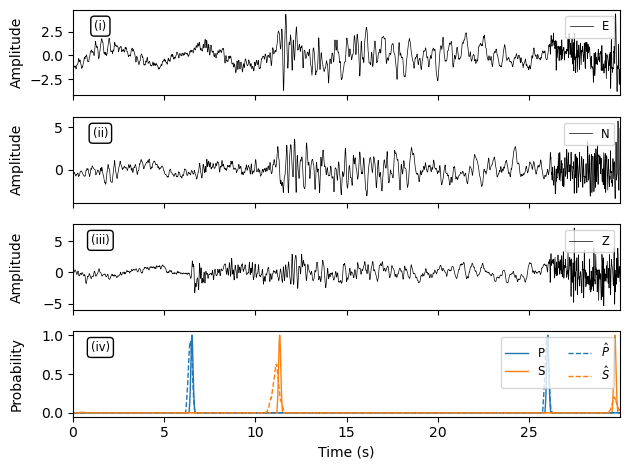 (i)
E
Amplitude
2.5
0.0
−2.5
(ii)
N
Amplitude
5
0
(iii)
Z
Amplitude
5
0
−5
(iv)
P
S
P̂
Ŝ
Probability
1.0
0.5
0.0
0 5 10 15 20 25
Time (s)